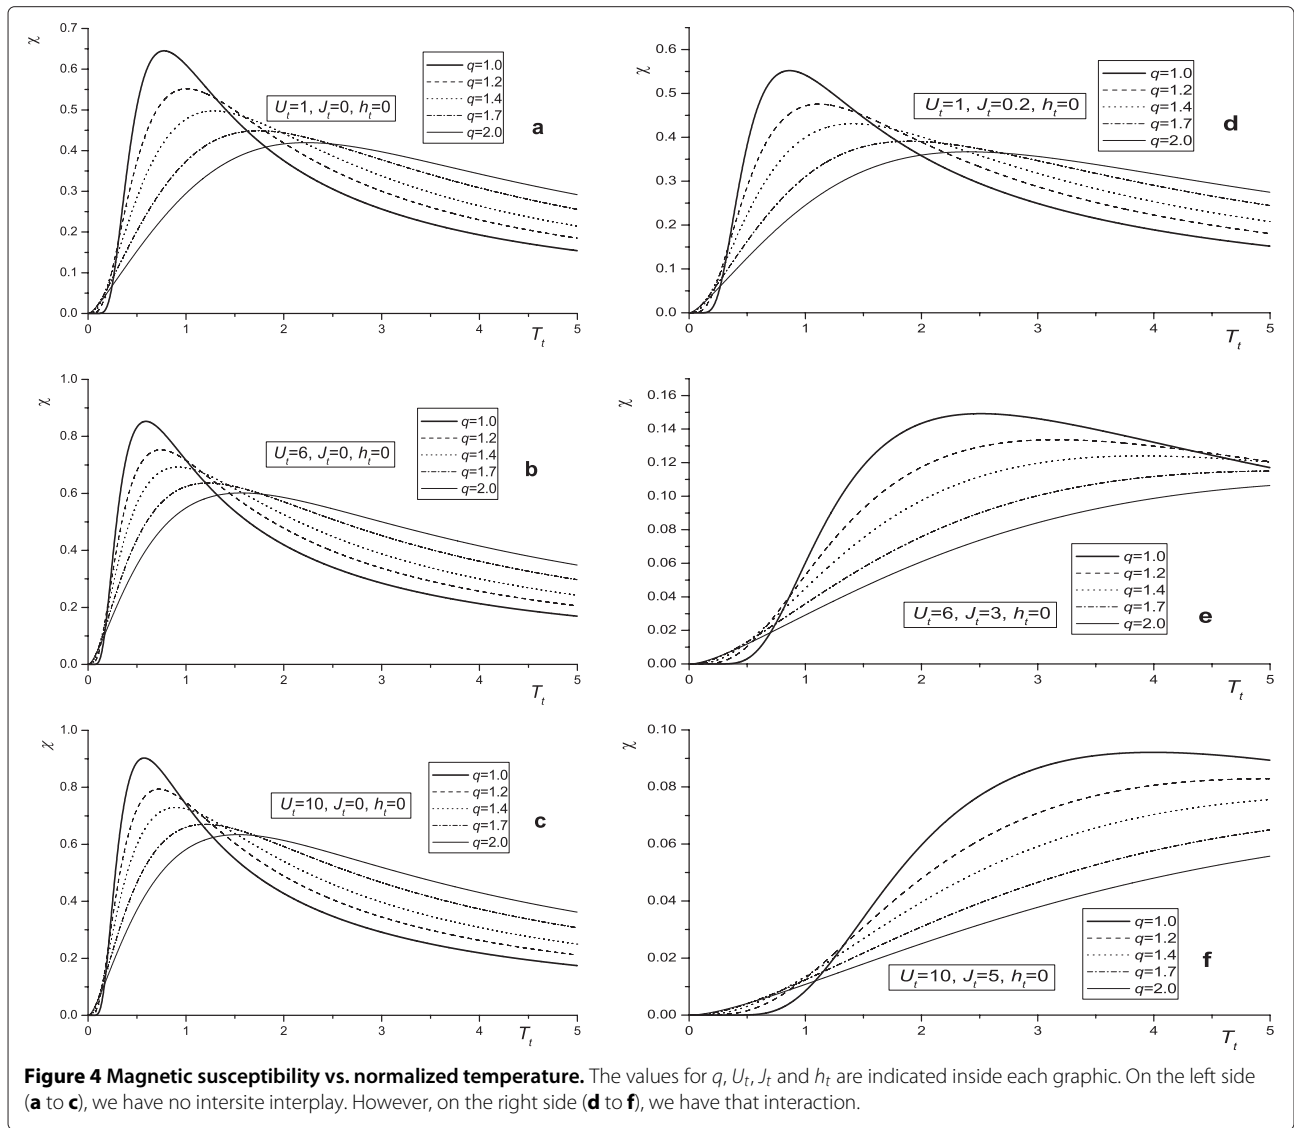 χ
0.7
0.6
0.5
0.4
0.3
0.2
0.1
0.0
0 1 2 3 4 5
T_t
U_t=1, J_t=0, h_t=0
q=1.0
q=1.2
q=1.4
q=1.7
q=2.0
a
χ
0.6
0.5
0.4
0.3
0.2
0.1
0.0
0 1 2 3 4 5
T_t
U_t=1, J_t=0.2, h_t=0
q=1.0
q=1.2
q=1.4
q=1.7
q=2.0
d
χ
1.0
0.8
0.6
0.4
0.2
0.0
0 1 2 3 4 5
T_t
U_t=6, J_t=0, h_t=0
q=1.0
q=1.2
q=1.4
q=1.7
q=2.0
b
χ
0.16
0.14
0.12
0.10
0.08
0.06
0.04
0.02
0.00
0 1 2 3 4 5
T_t
U_t=6, J_t=3, h_t=0
q=1.0
q=1.2
q=1.4
q=1.7
q=2.0
e
χ
1.0
0.8
0.6
0.4
0.2
0.0
0 1 2 3 4 5
T_t
U_t=10, J_t=0, h_t=0
q=1.0
q=1.2
q=1.4
q=1.7
q=2.0
c
χ
0.10
0.08
0.06
0.04
0.02
0.00
0 1 2 3 4 5
T_t
U_t=10, J_t=5, h_t=0
q=1.0
q=1.2
q=1.4
q=1.7
q=2.0
f
Figure 4 Magnetic susceptibility vs. normalized temperature. The values for q, U_t, J_t and h_t are indicated inside each graphic. On the left side
(a to c), we have no intersite interplay. However, on the right side (d to f), we have that interaction.